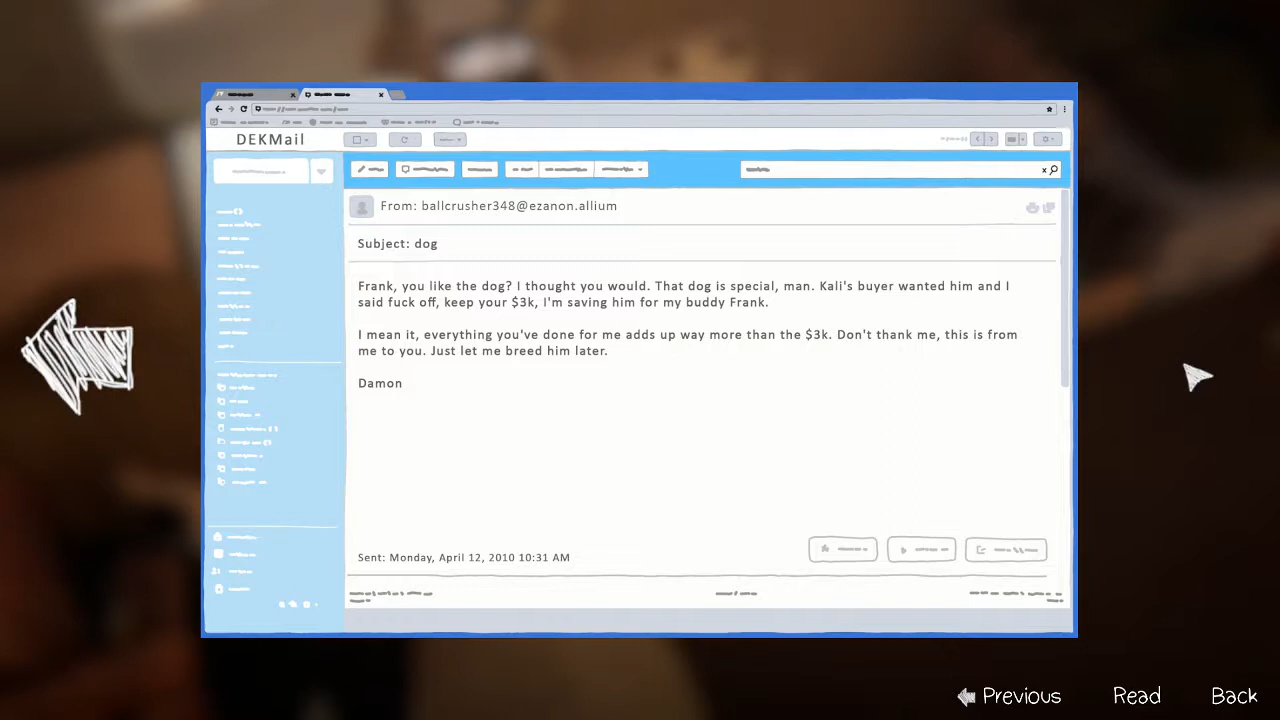 DEKMail
From: ballcrusher348@ezanon.allium
Subject: dog
Frank, you like the dog? I thought you would. That dog is special, man. Kali's buyer wanted him and I
said fuck off, keep your $3k, I'm saving him for my buddy Frank.
I mean it, everything you've done for me adds up way more than the $3k. Don't thank me, this is from
me to you. Just let me breed him later.
Damon
Sent: Monday, April 12, 2010 10:31 AM
Previous
Read
Back